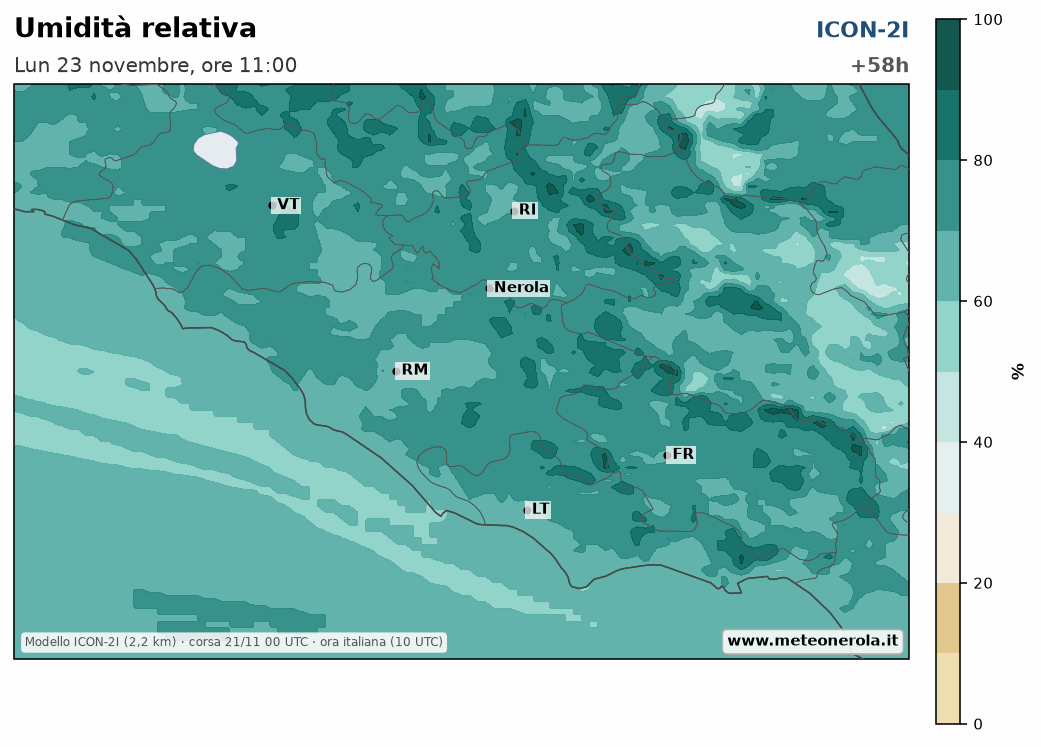 Umidità relativa
ICON-2I
Lun 23 novembre, ore 11:00
+58h
VT
RI
Nerola
RM
FR
LT
Modello ICON-2I (2,2 km) · corsa 21/11 00 UTC · ora italiana (10 UTC)
www.meteonerola.it
100
80
60
40
20
0
%